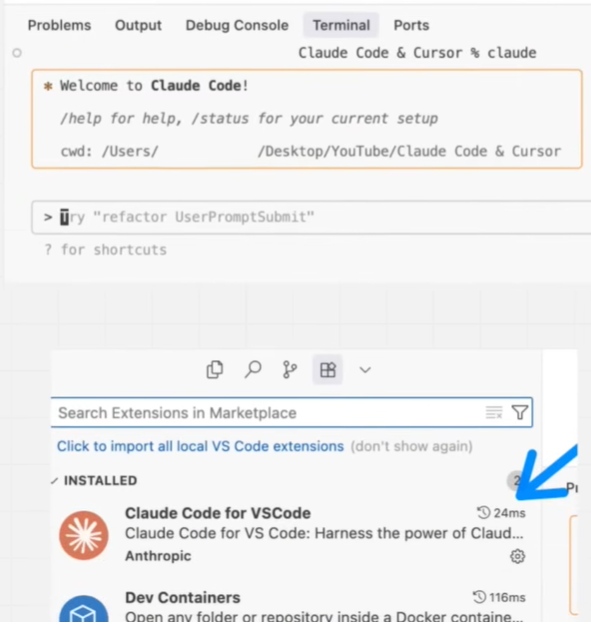 Problems Output Debug Console Terminal Ports
Claude Code & Cursor % claude
* Welcome to Claude Code!
/help for help, /status for your current setup
cwd: /Users/ /Desktop/YouTube/Claude Code & Cursor
> Try "refactor UserPromptSubmit"
? for shortcuts
Search Extensions in Marketplace
Click to import all local VS Code extensions (don't show again)
INSTALLED 2
Claude Code for VSCode 24ms
Claude Code for VS Code: Harness the power of Claud...
Anthropic
Dev Containers 116ms
Open any folder or repository inside a Docker containe...